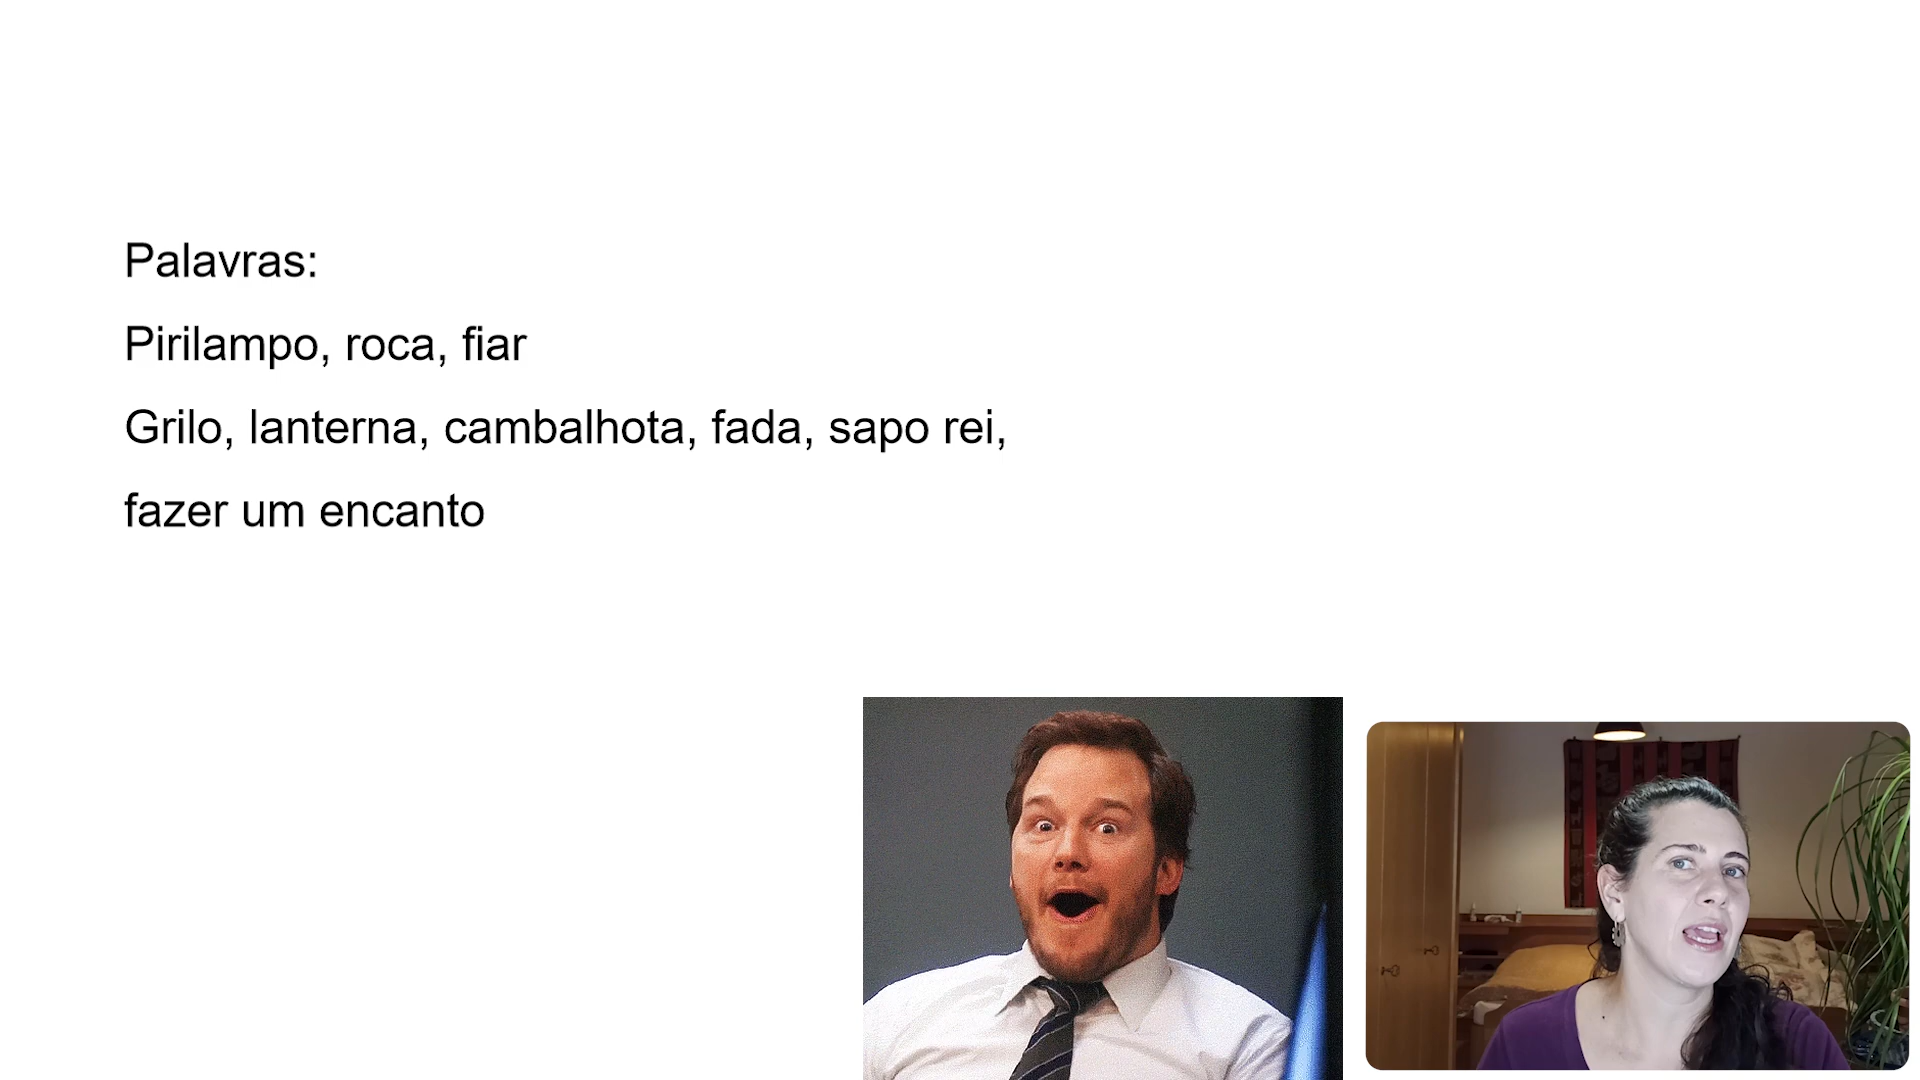 Palavras:
Pirilampo, roca, fiar
Grilo, lanterna, cambalhota, fada, sapo rei,
fazer um encanto